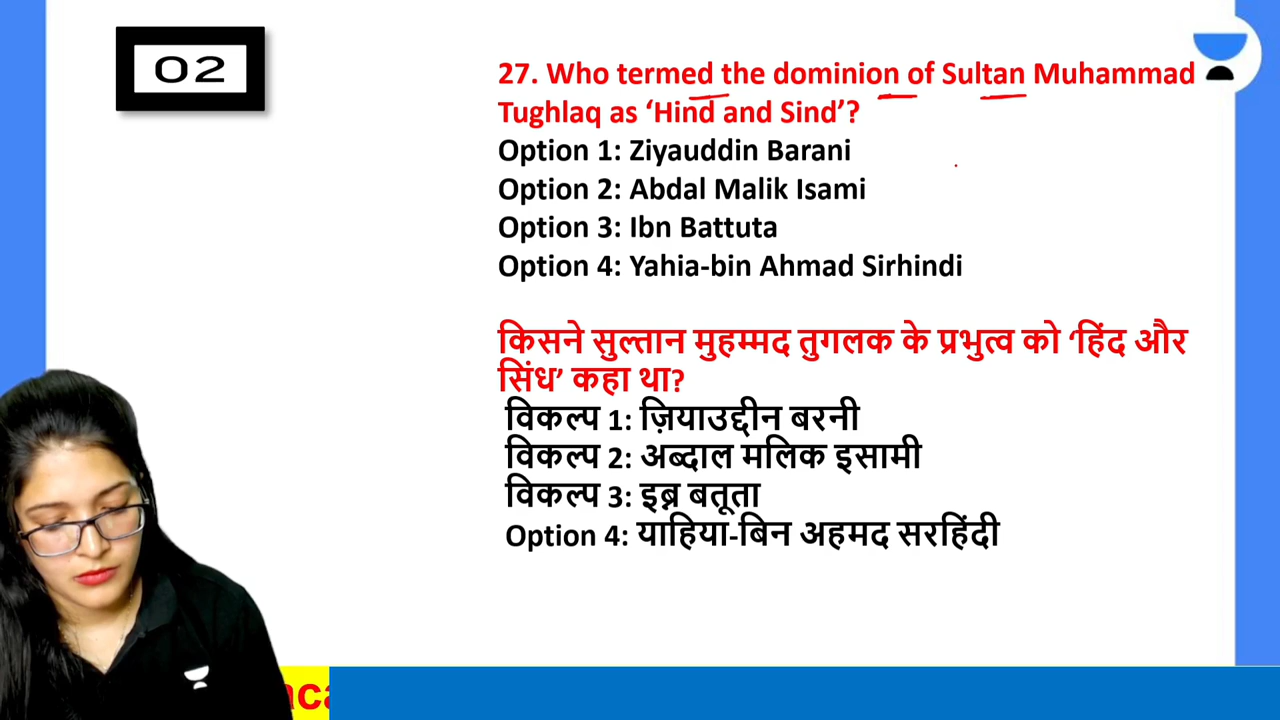 02
27. Who termed the dominion of Sultan Muhammad
Tughlaq as ‘Hind and Sind’?
Option 1: Ziyauddin Barani
Option 2: Abdal Malik Isami
Option 3: Ibn Battuta
Option 4: Yahia-bin Ahmad Sirhindi
किसने सुल्तान मुहम्मद तुगलक के प्रभुत्व को ‘हिंद और
सिंध’ कहा था?
विकल्प 1: ज़ियाउद्दीन बरनी
विकल्प 2: अब्दाल मलिक इसामी
विकल्प 3: इब्न बतूता
Option 4: याहिया-बिन अहमद सरहिंदी